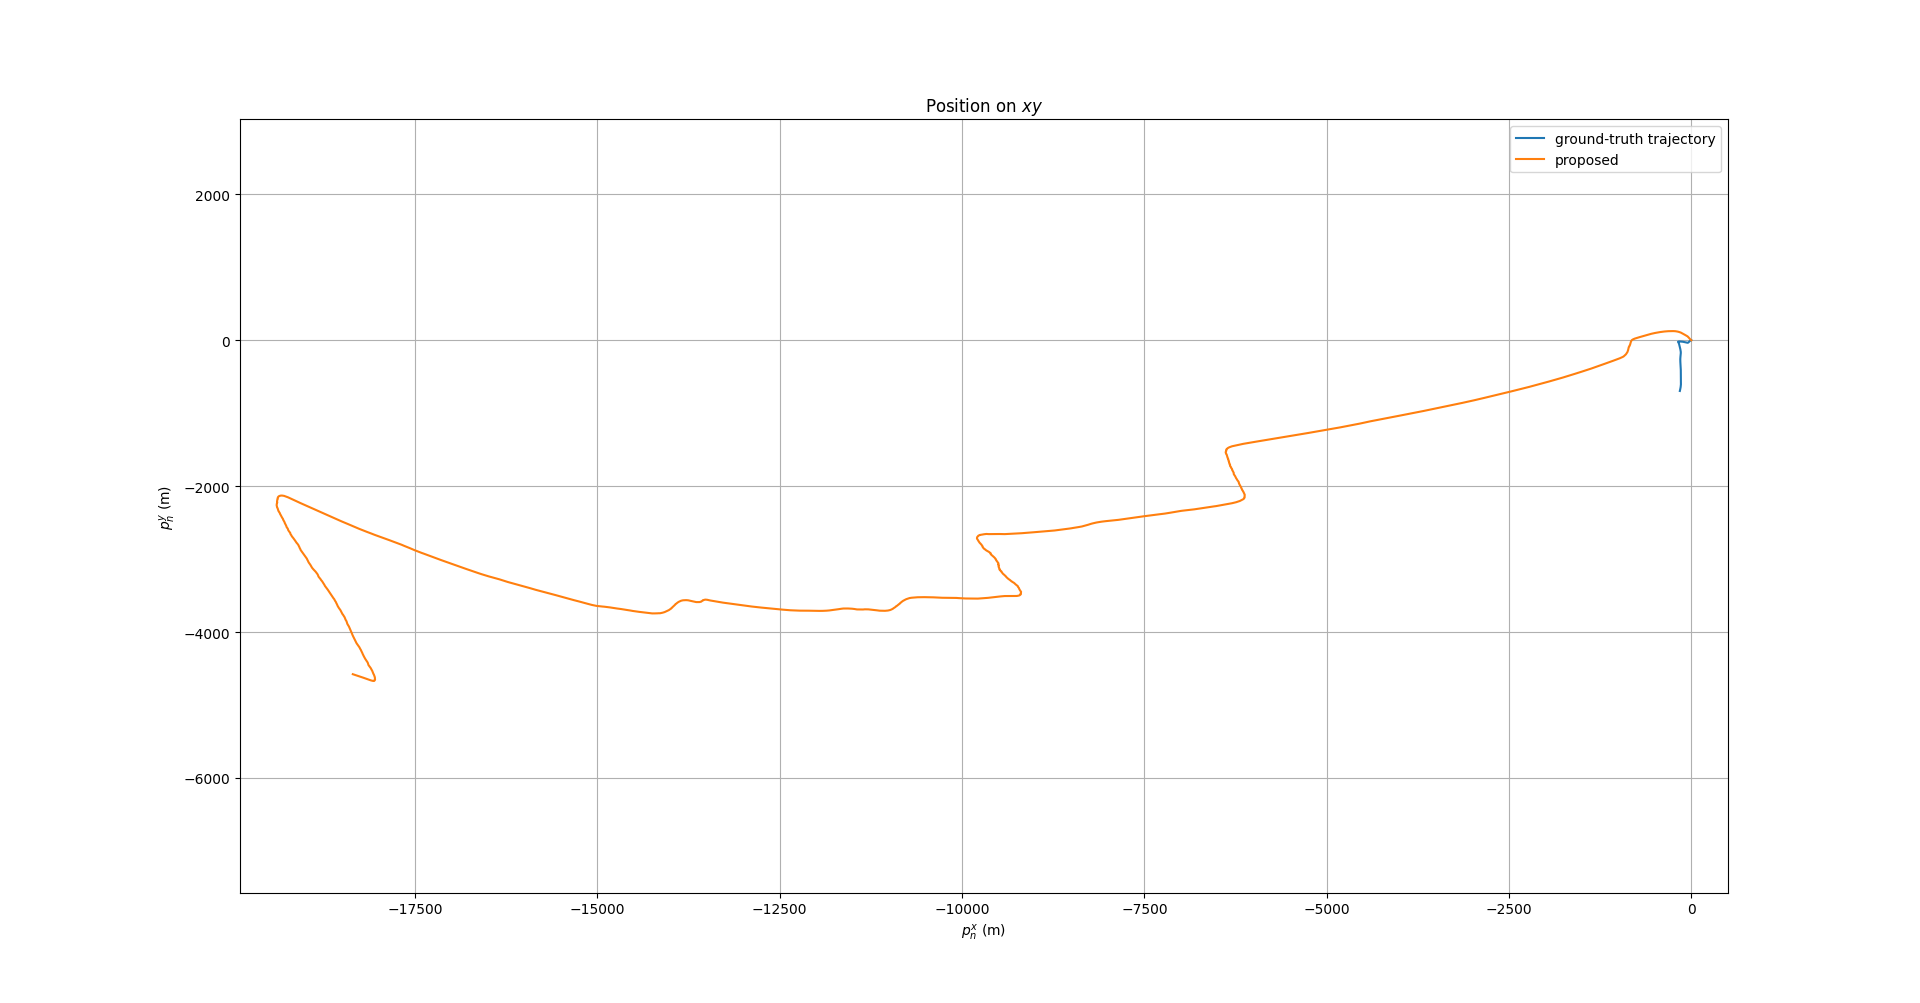 Position on xy
ground-truth trajectory
proposed
2000
0
−2000
−4000
−6000
p_n^y (m)
−17500 −15000 −12500 −10000 −7500 −5000 −2500 0
p_n^x (m)